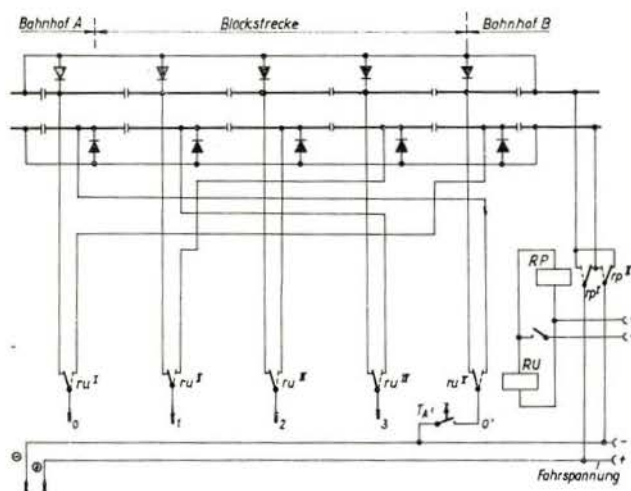 Bahnhof A Blockstrecke Bahnhof B
RP
rp I rp II
RU
ru I ru II ru III ru IV ru V
T_A'
0 1 2 3 0'
−
+
Fahrspannung